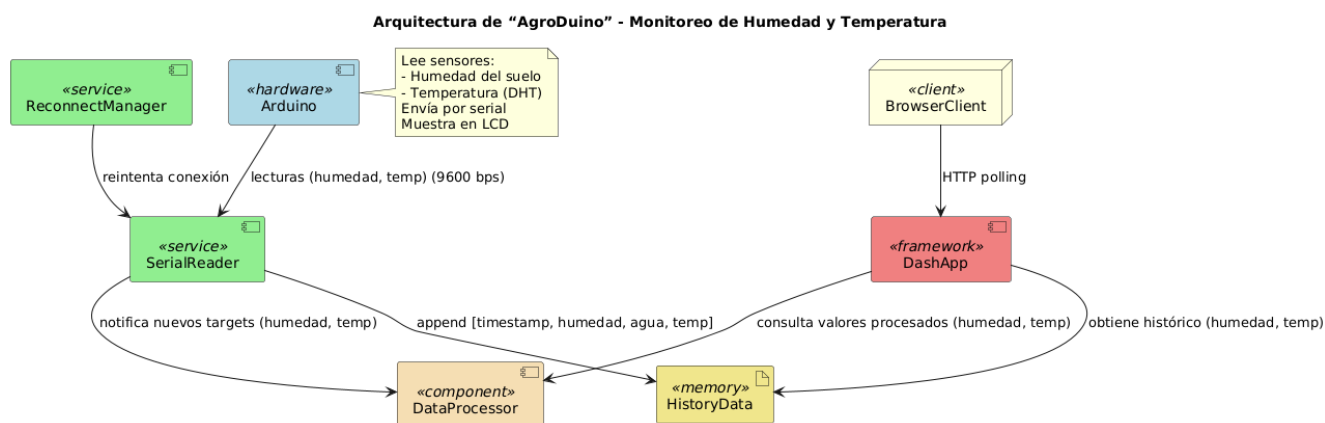 Arquitectura de “AgroDuino” - Monitoreo de Humedad y Temperatura
«service»
ReconnectManager
«hardware»
Arduino
Lee sensores:
- Humedad del suelo
- Temperatura (DHT)
Envía por serial
Muestra en LCD
«client»
BrowserClient
reintenta conexión
lecturas (humedad, temp) (9600 bps)
HTTP polling
«service»
SerialReader
«framework»
DashApp
notifica nuevos targets (humedad, temp)
append [timestamp, humedad, agua, temp]
consulta valores procesados (humedad, temp)
obtiene histórico (humedad, temp)
«component»
DataProcessor
«memory»
HistoryData